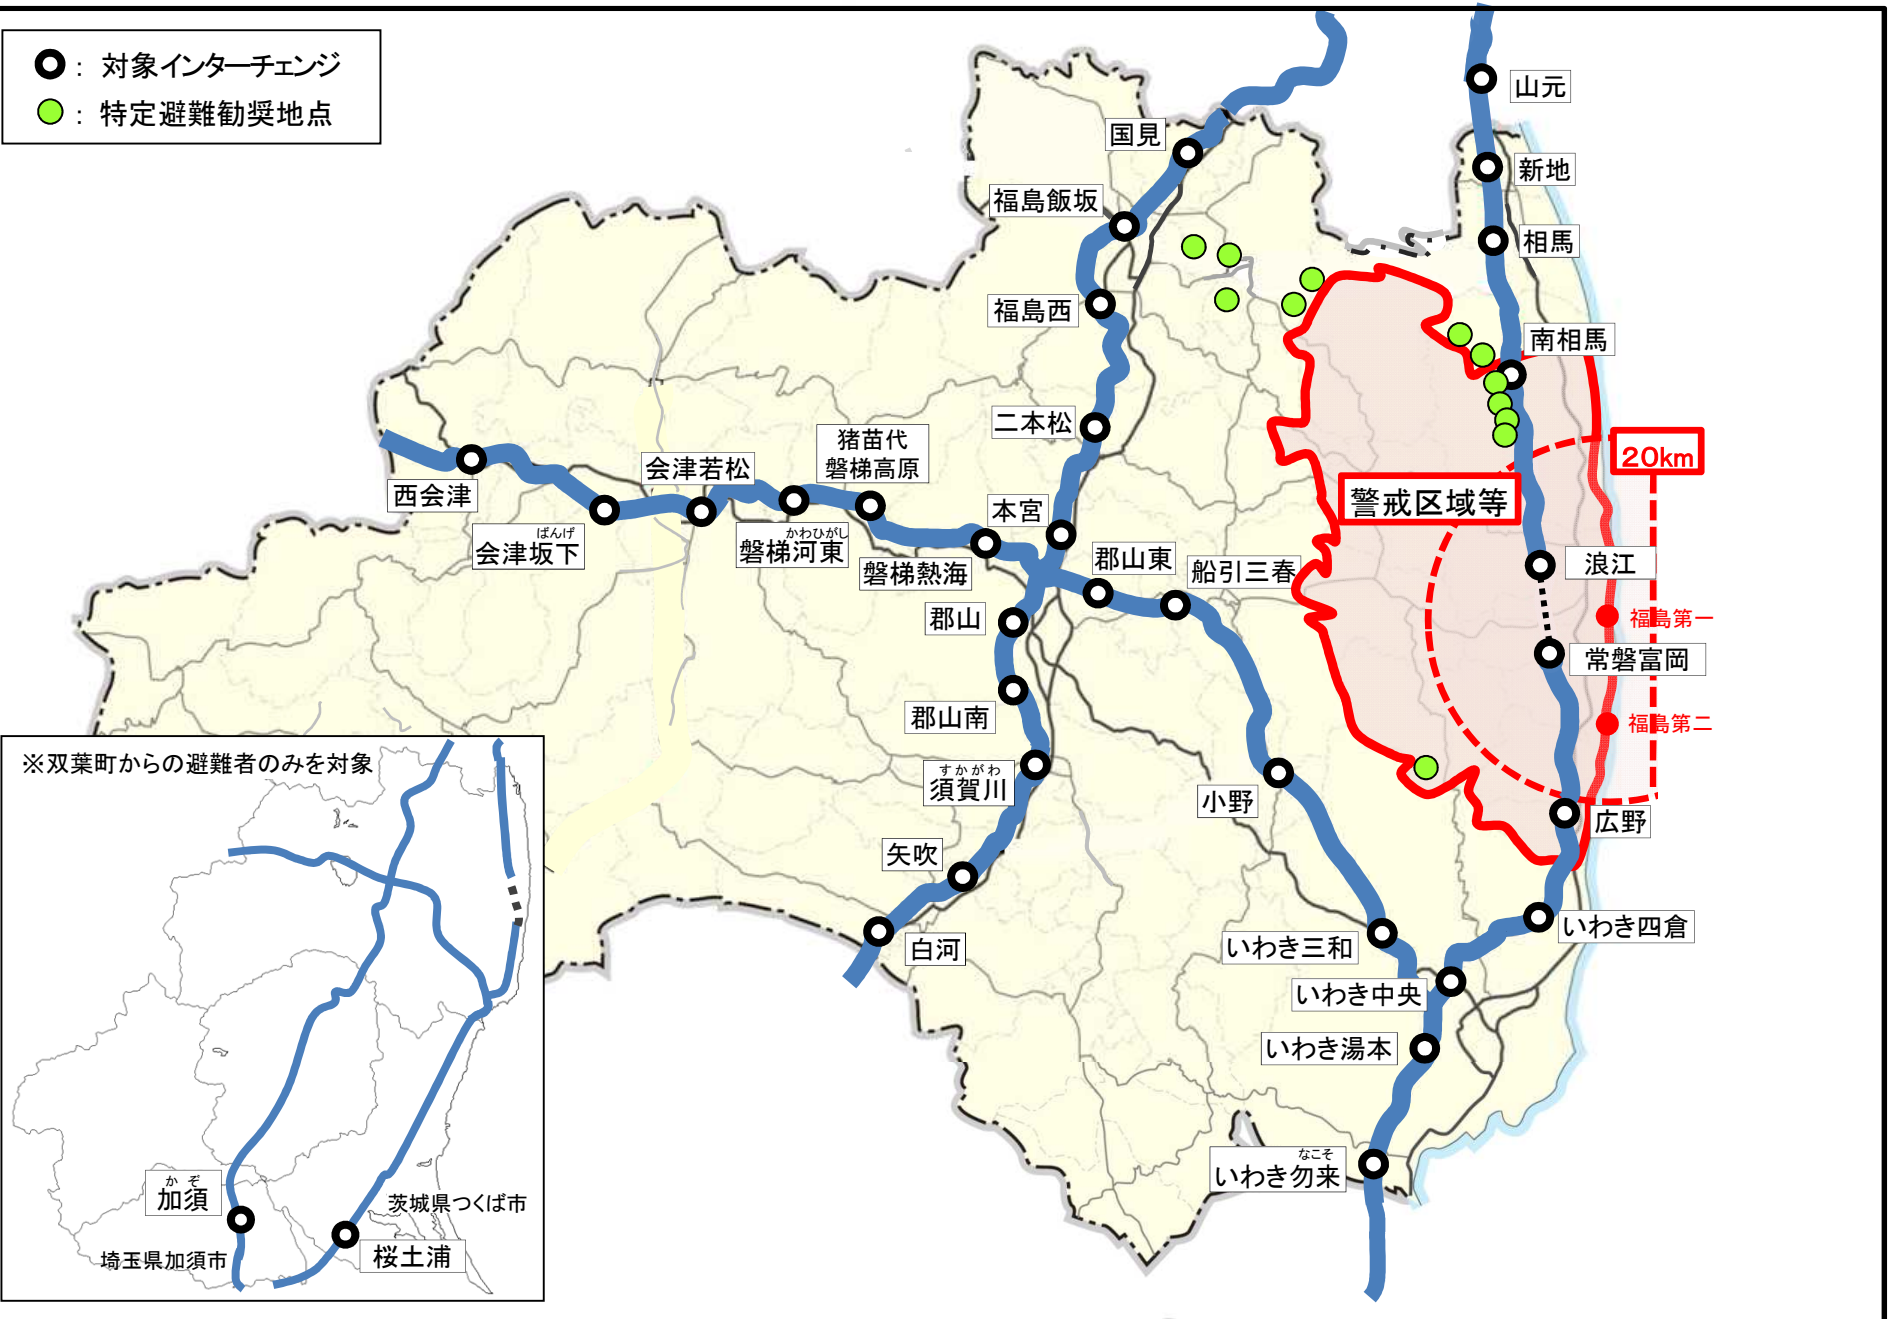 ：対象インターチェンジ
：特定避難勧奨地点
山元
国見
新地
福島飯坂
相馬
福島西
南相馬
二本松
猪苗代
磐梯高原
20km
会津若松
西会津
警戒区域等
本宮
ばんげ
会津坂下
かわひがし
磐梯河東
磐梯熱海
郡山東
船引三春
浪江
郡山
福島第一
常磐富岡
郡山南
福島第二
※双葉町からの避難者のみを対象
すかがわ
須賀川
小野
広野
矢吹
白河
いわき三和
いわき四倉
いわき中央
いわき湯本
なこそ
いわき勿来
かぞ
加須
茨城県つくば市
埼玉県加須市
桜土浦